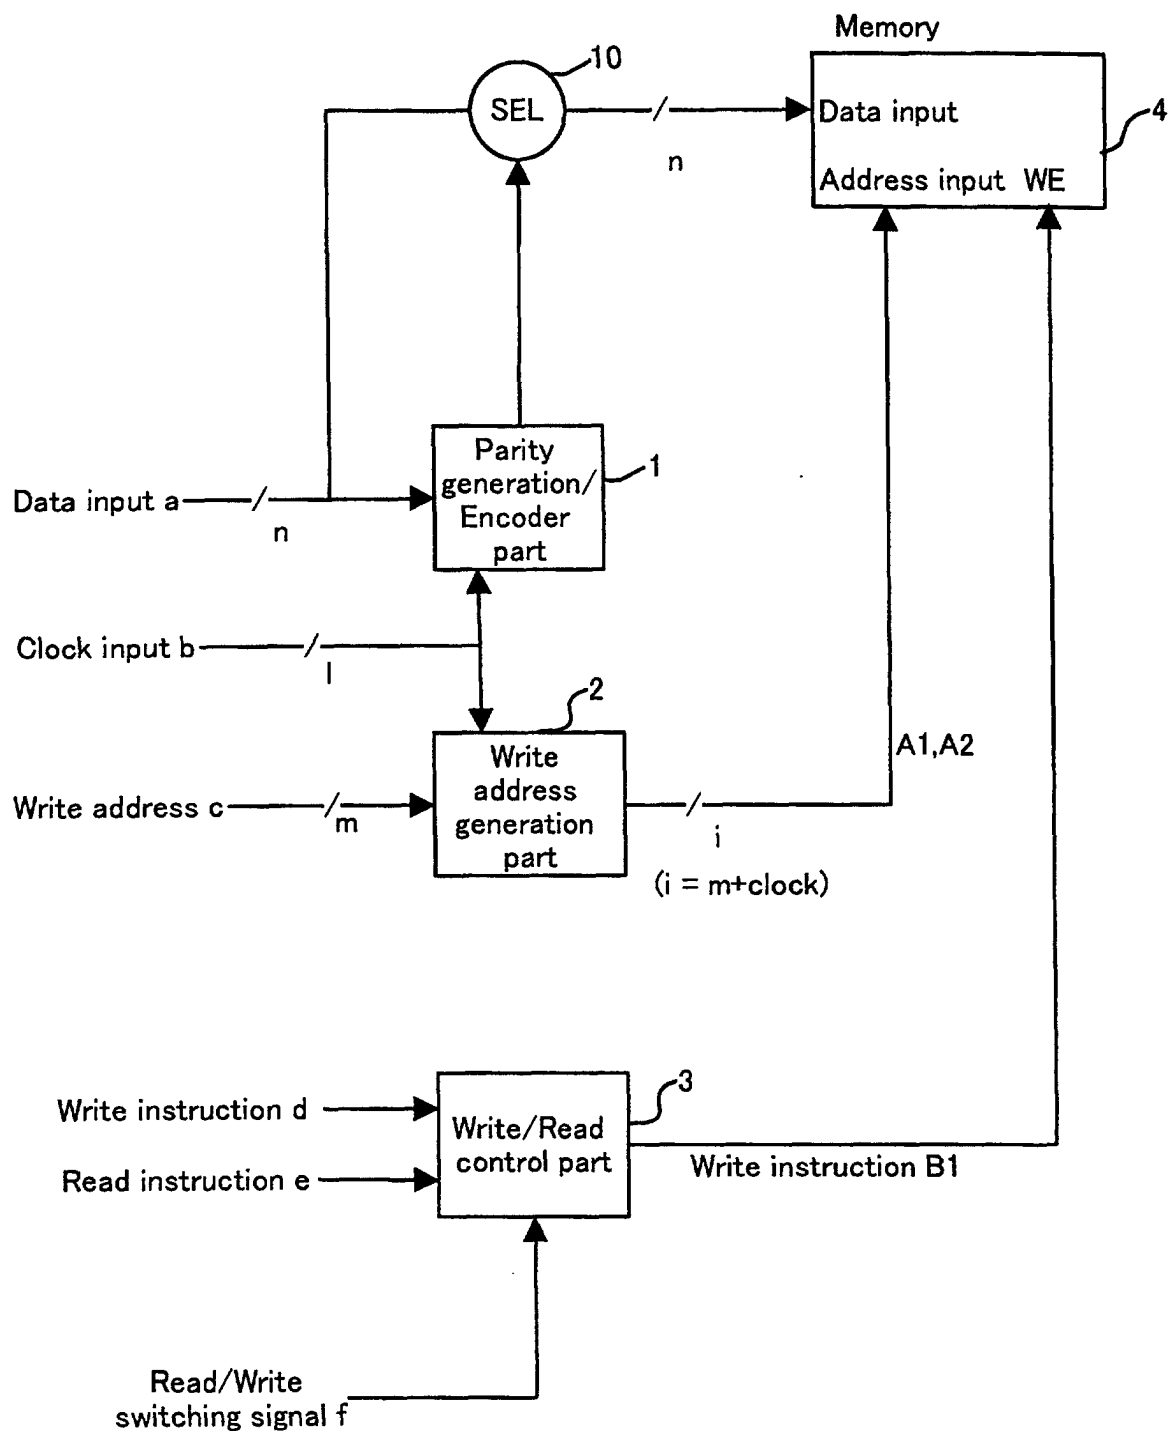 Memory
10
SEL
n
Data input
4
Address input WE
Parity
generation/
Encoder
part
1
Data input a
n
Clock input b
l
2
Write
address
generation
part
A1,A2
Write address c
m
i
(i = m+clock)
3
Write instruction d
Write/Read
control part
Read instruction e
Write instruction B1
Read/Write
switching signal f